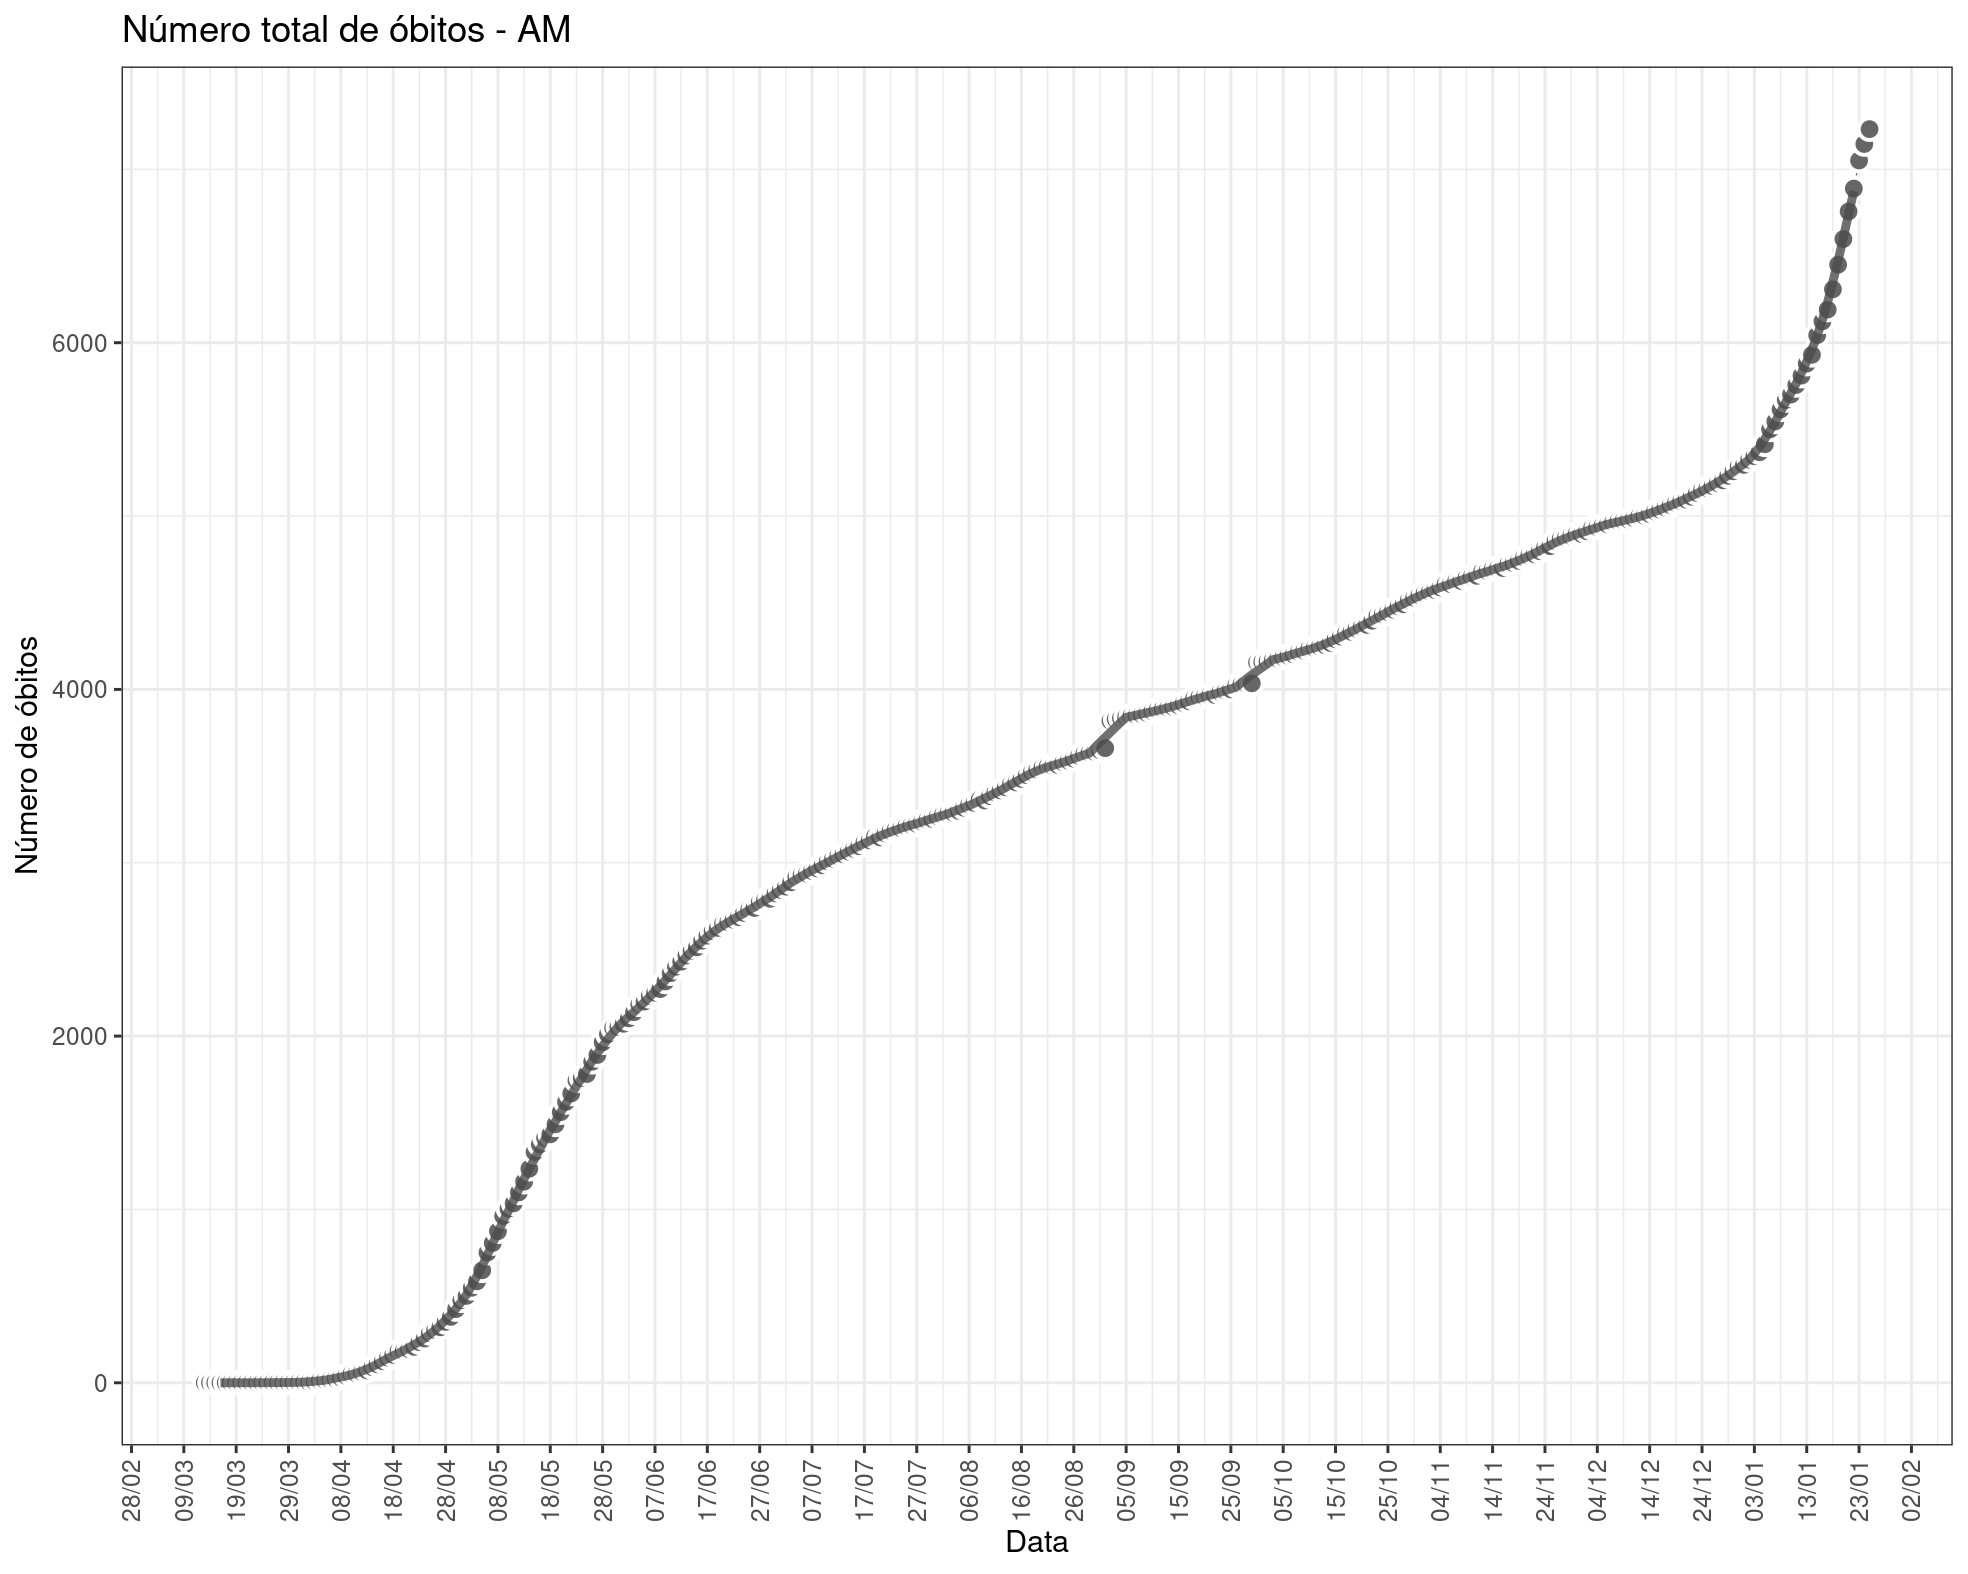 Número total de óbitos - AM
Número de óbitos
6000
4000
2000
0
28/02 09/03 19/03 29/03 08/04 18/04 28/04 08/05 18/05 28/05 07/06 17/06 27/06 07/07 17/07 27/07 06/08 16/08 26/08 05/09 15/09 25/09 05/10 15/10 25/10 04/11 14/11 24/11 04/12 14/12 24/12 03/01 13/01 23/01 02/02
Data